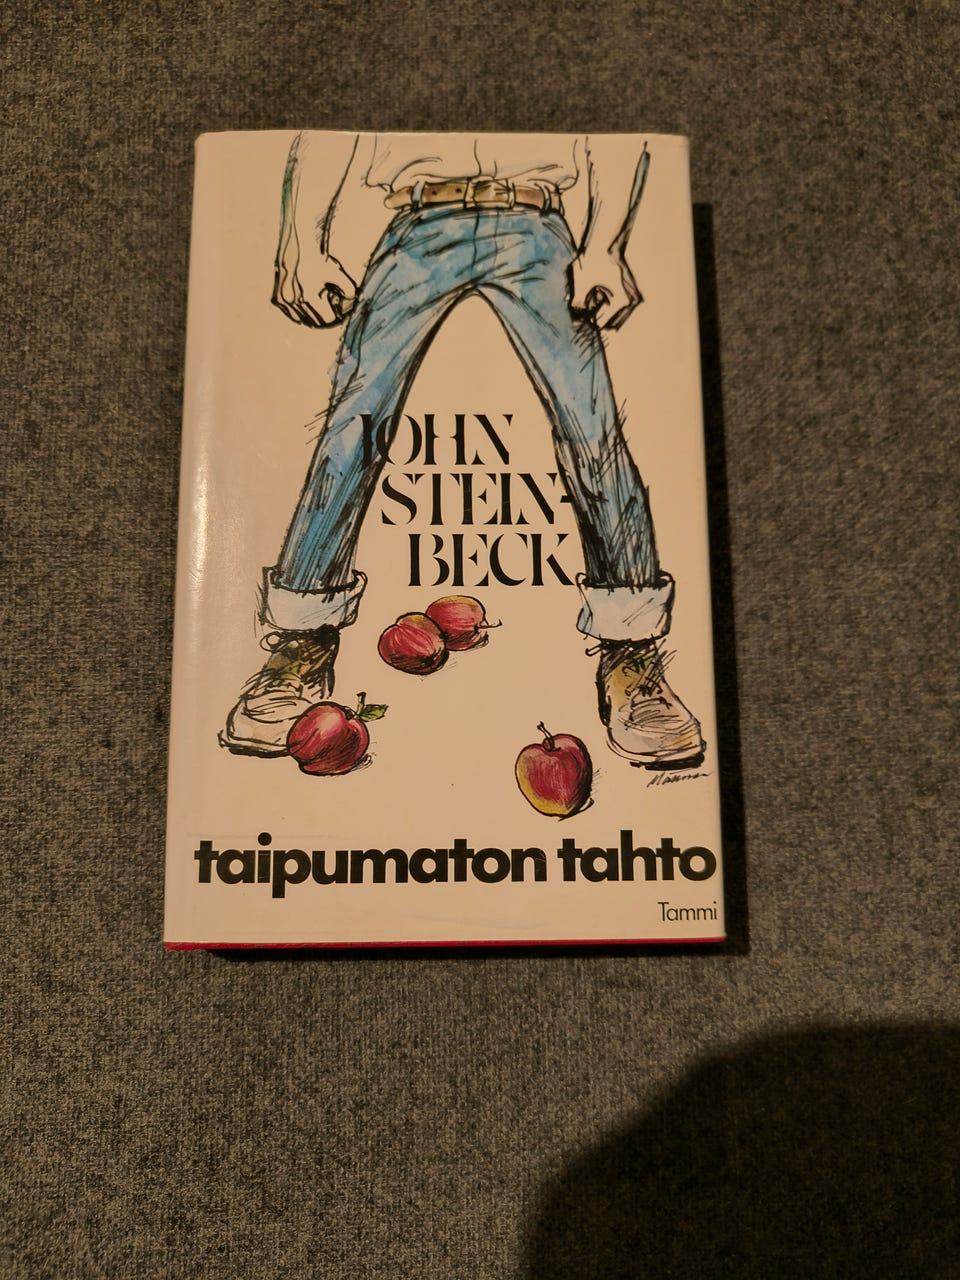 JOHN
STEIN-
BECK
taipumaton tahto
Tammi